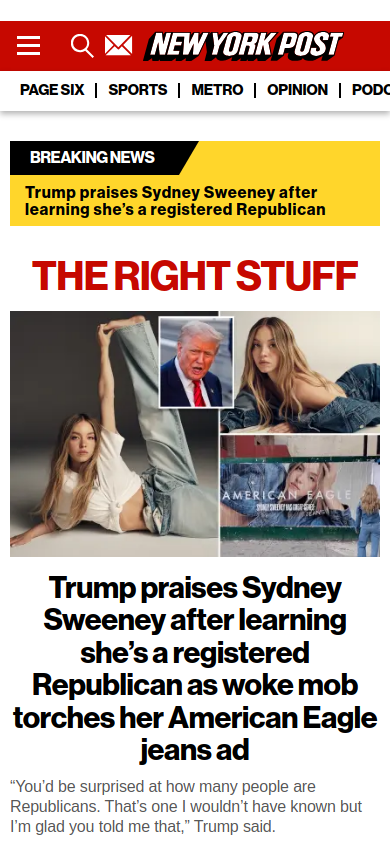 NEW YORK POST
PAGE SIX | SPORTS | METRO | OPINION | PODC
BREAKING NEWS
Trump praises Sydney Sweeney after
learning she’s a registered Republican
THE RIGHT STUFF
AMERICAN EAGLE
SYDNEY SWEENEY HAS GREAT JEANS
Trump praises Sydney
Sweeney after learning
she’s a registered
Republican as woke mob
torches her American Eagle
jeans ad
“You’d be surprised at how many people are
Republicans. That’s one I wouldn’t have known but
I’m glad you told me that,” Trump said.